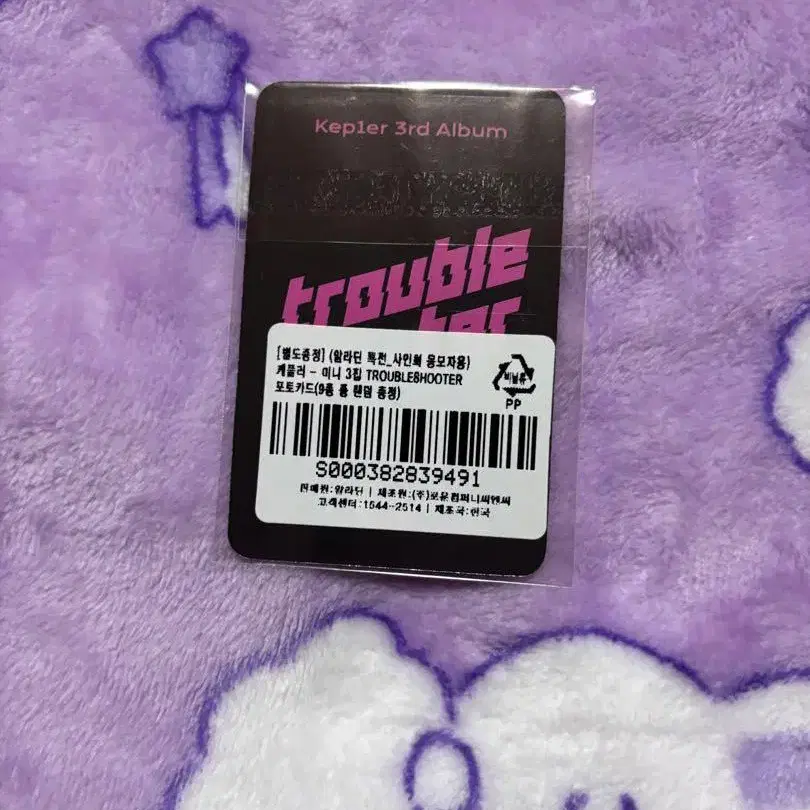 Kep1er 3rd Album
trouble
[별도증정] (알라딘 특전_사인회 응모자용)
케플러 - 미니 3집 TROUBLESHOOTER
포토카드(9종 중 랜덤 증정)
비닐류
PP
S000382839491
판매원:알라딘 | 제조원:(주)로운컴퍼니씨앤씨
고객센터:1544-2514 | 제조국:한국